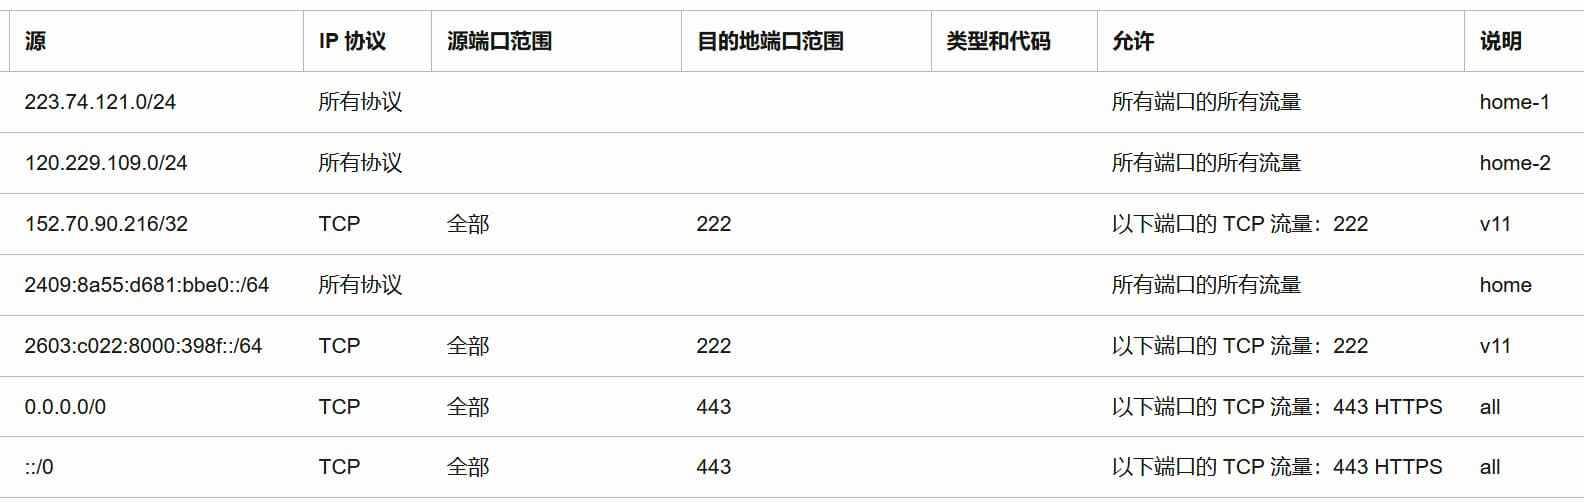 源 IP 协议 源端口范围 目的地端口范围 类型和代码 允许 说明
223.74.121.0/24 所有协议 所有端口的所有流量 home-1
120.229.109.0/24 所有协议 所有端口的所有流量 home-2
152.70.90.216/32 TCP 全部 222 以下端口的 TCP 流量：222 v11
2409:8a55:d681:bbe0::/64 所有协议 所有端口的所有流量 home
2603:c022:8000:398f::/64 TCP 全部 222 以下端口的 TCP 流量：222 v11
0.0.0.0/0 TCP 全部 443 以下端口的 TCP 流量：443 HTTPS all
::/0 TCP 全部 443 以下端口的 TCP 流量：443 HTTPS all